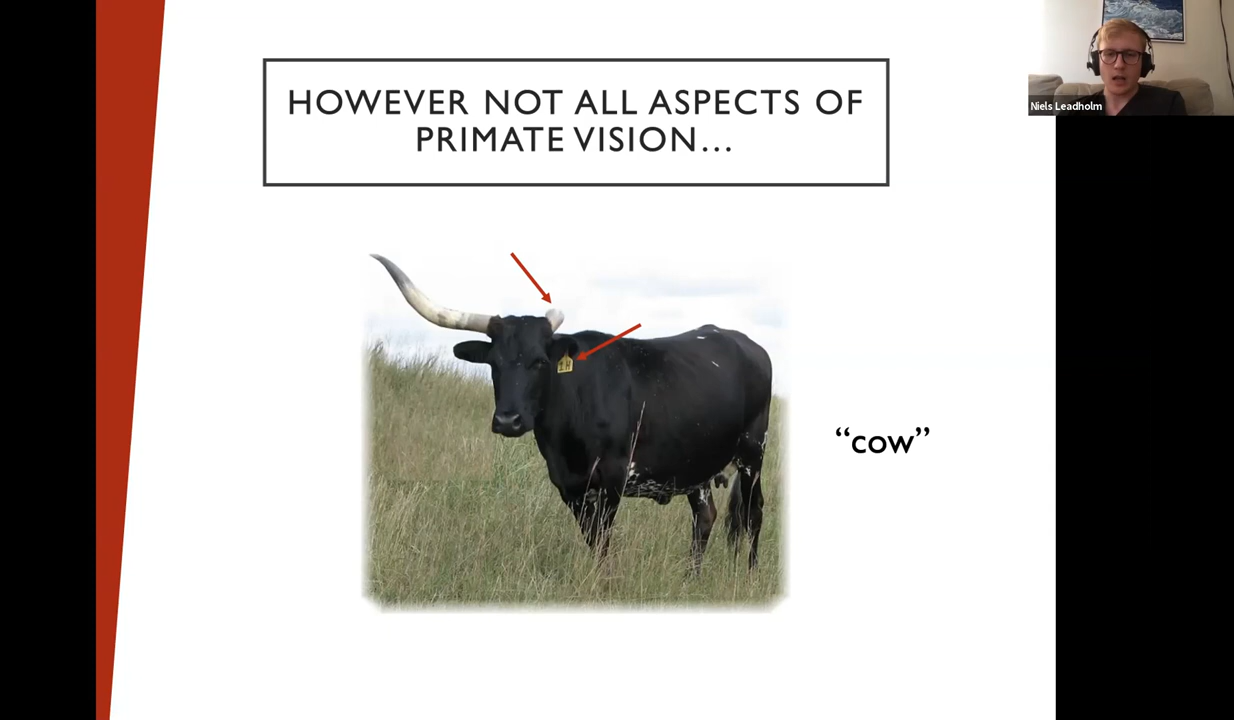 HOWEVER NOT ALL ASPECTS OF
PRIMATE VISION…
Niels Leadholm
“cow”